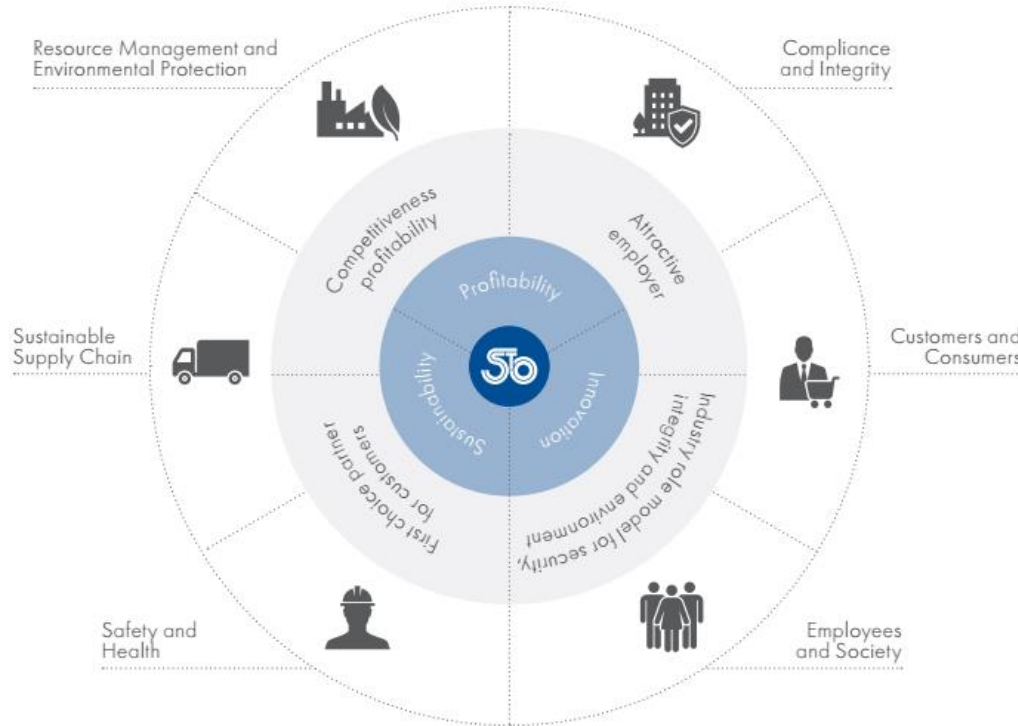 Resource Management and
Environmental Protection
Compliance
and Integrity
Competitiveness
profitability
Attractive
employer
Profitability
Sustainable
Supply Chain
Sto
Customers and
Consumers
Sustainability
Innovation
First choice partner
for customers
Industry role model for security,
integrity and environment
Safety and
Health
Employees
and Society